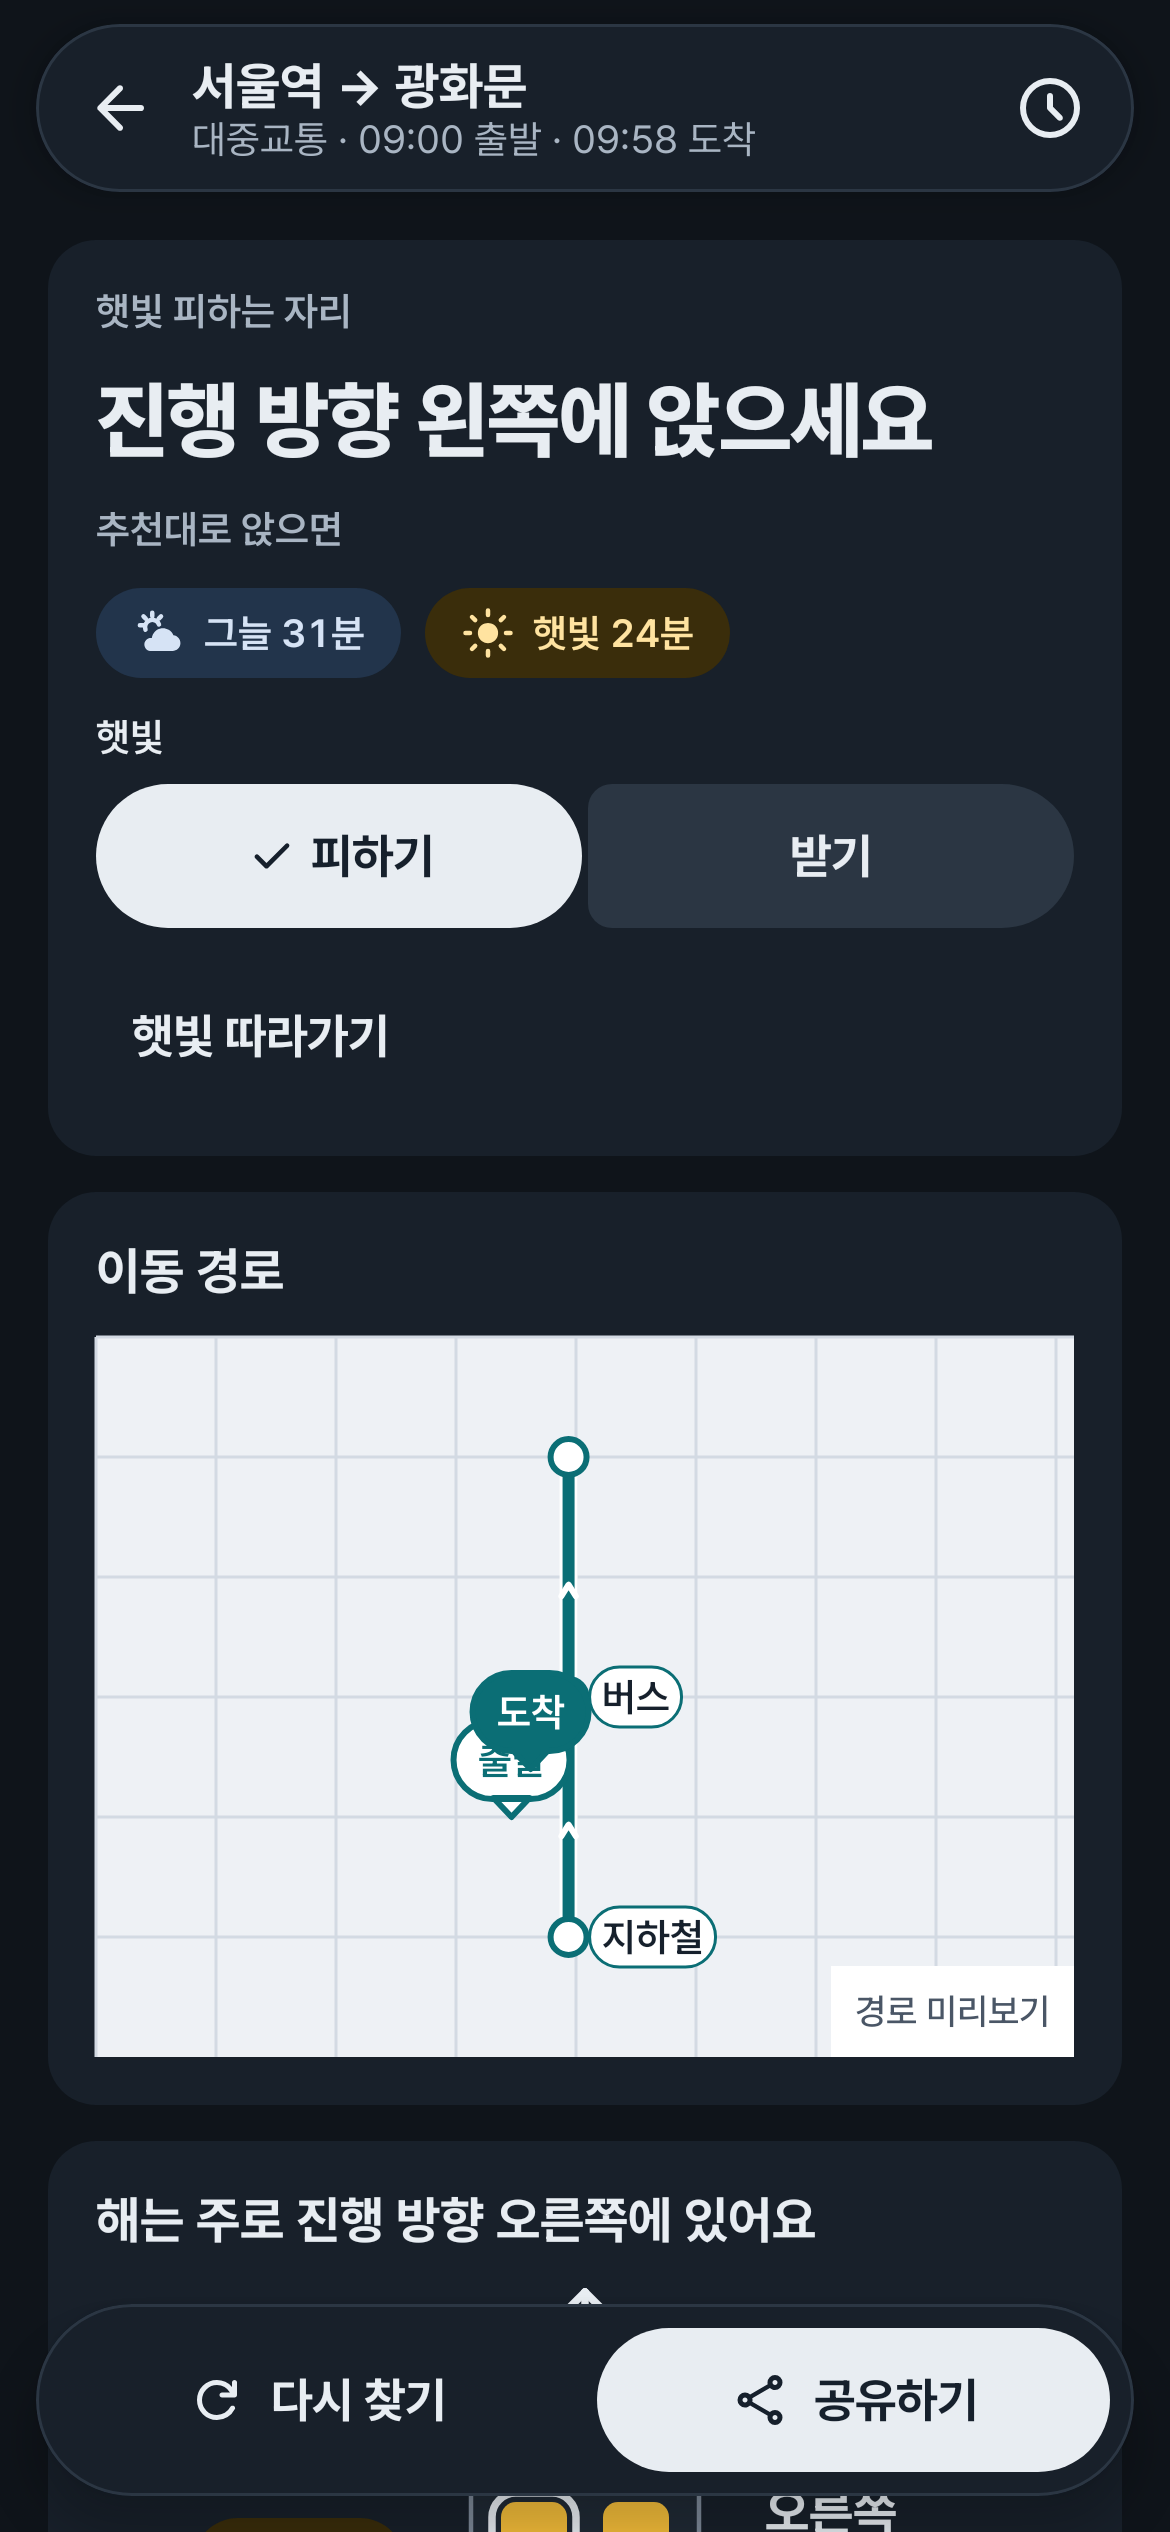 서울역 → 광화문
대중교통 · 09:00 출발 · 09:58 도착
햇빛 피하는 자리
진행 방향 왼쪽에 앉으세요
추천대로 앉으면
그늘 31분
햇빛 24분
햇빛
피하기
받기
햇빛 따라가기
이동 경로
버스
도착
지하철
경로 미리보기
해는 주로 진행 방향 오른쪽에 있어요
다시 찾기
공유하기
오른쪽